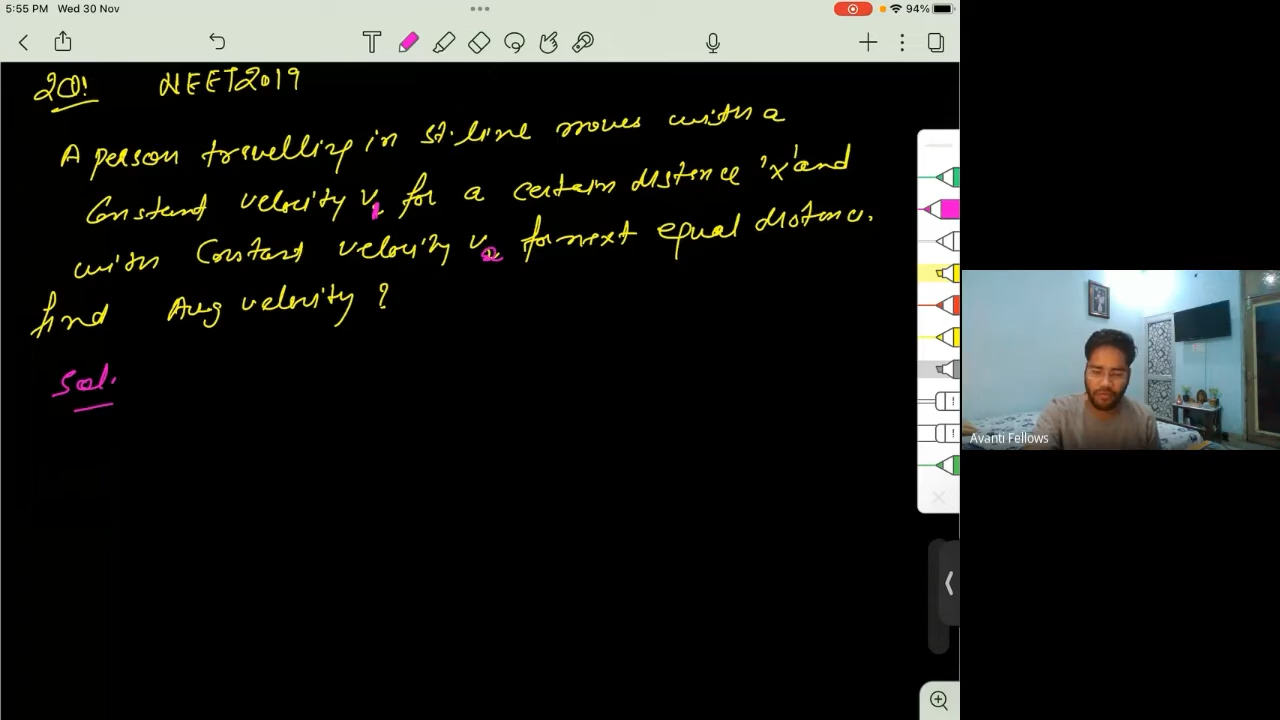 5:55 PM Wed 30 Nov
94%
20! NEET2019
A person travelling in st. line moves with a
Constant velocity v1 for a certain distance 'x' and
with Constant velocity v2 for next equal distance.
find Avg velocity ?
Sol.
Avanti Fellows